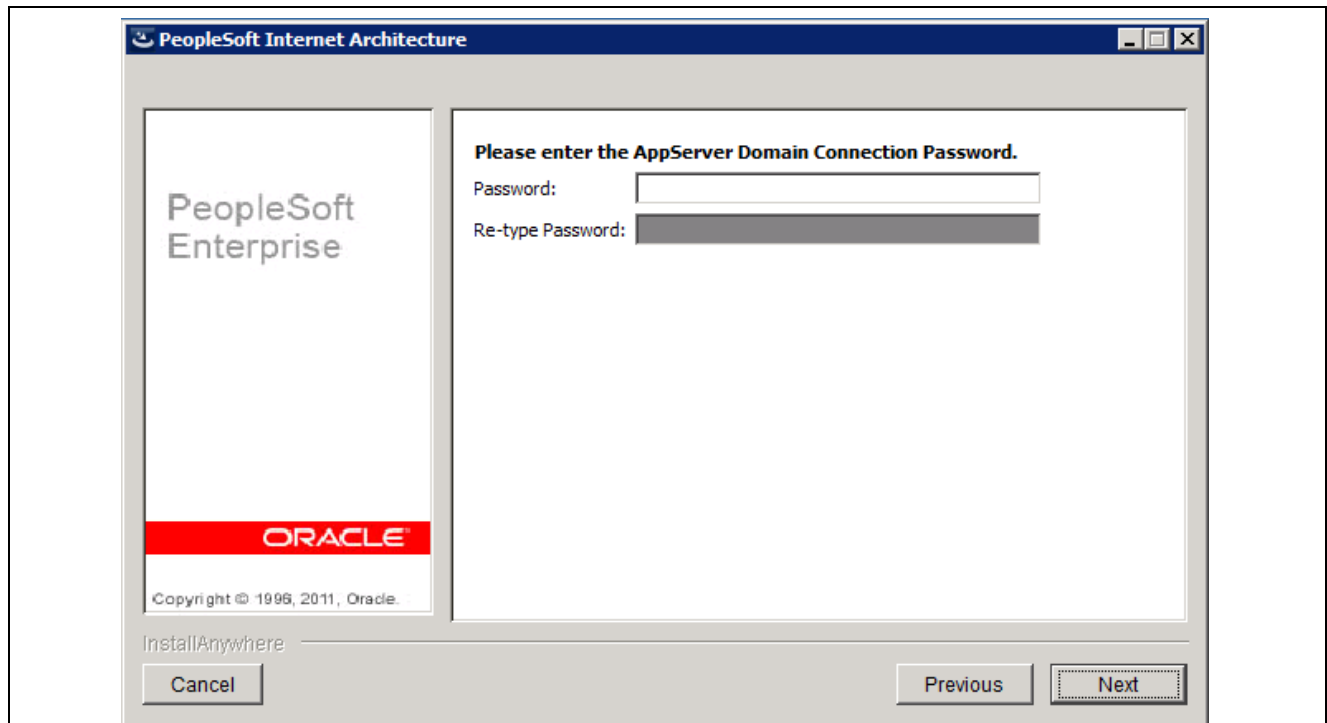 PeopleSoft Internet Architecture
Please enter the AppServer Domain Connection Password.
Password:
Re-type Password:
PeopleSoft
Enterprise
ORACLE
Copyright © 1996, 2011, Oracle.
InstallAnywhere
Cancel
Previous
Next